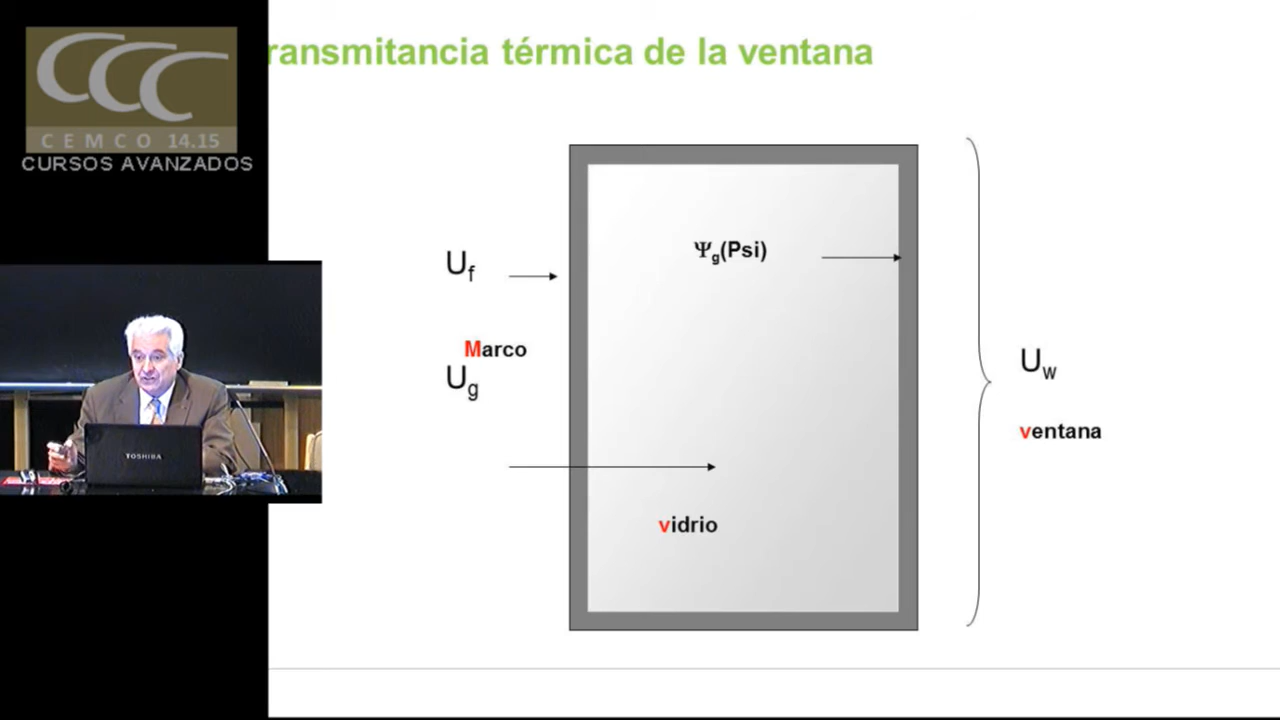 CCC
CEMCO 14.15
CURSOS AVANZADOS
ransmitancia térmica de la ventana
Ψg(Psi)
Uf
Marco
Ug
Uw
ventana
vidrio
TOSHIBA